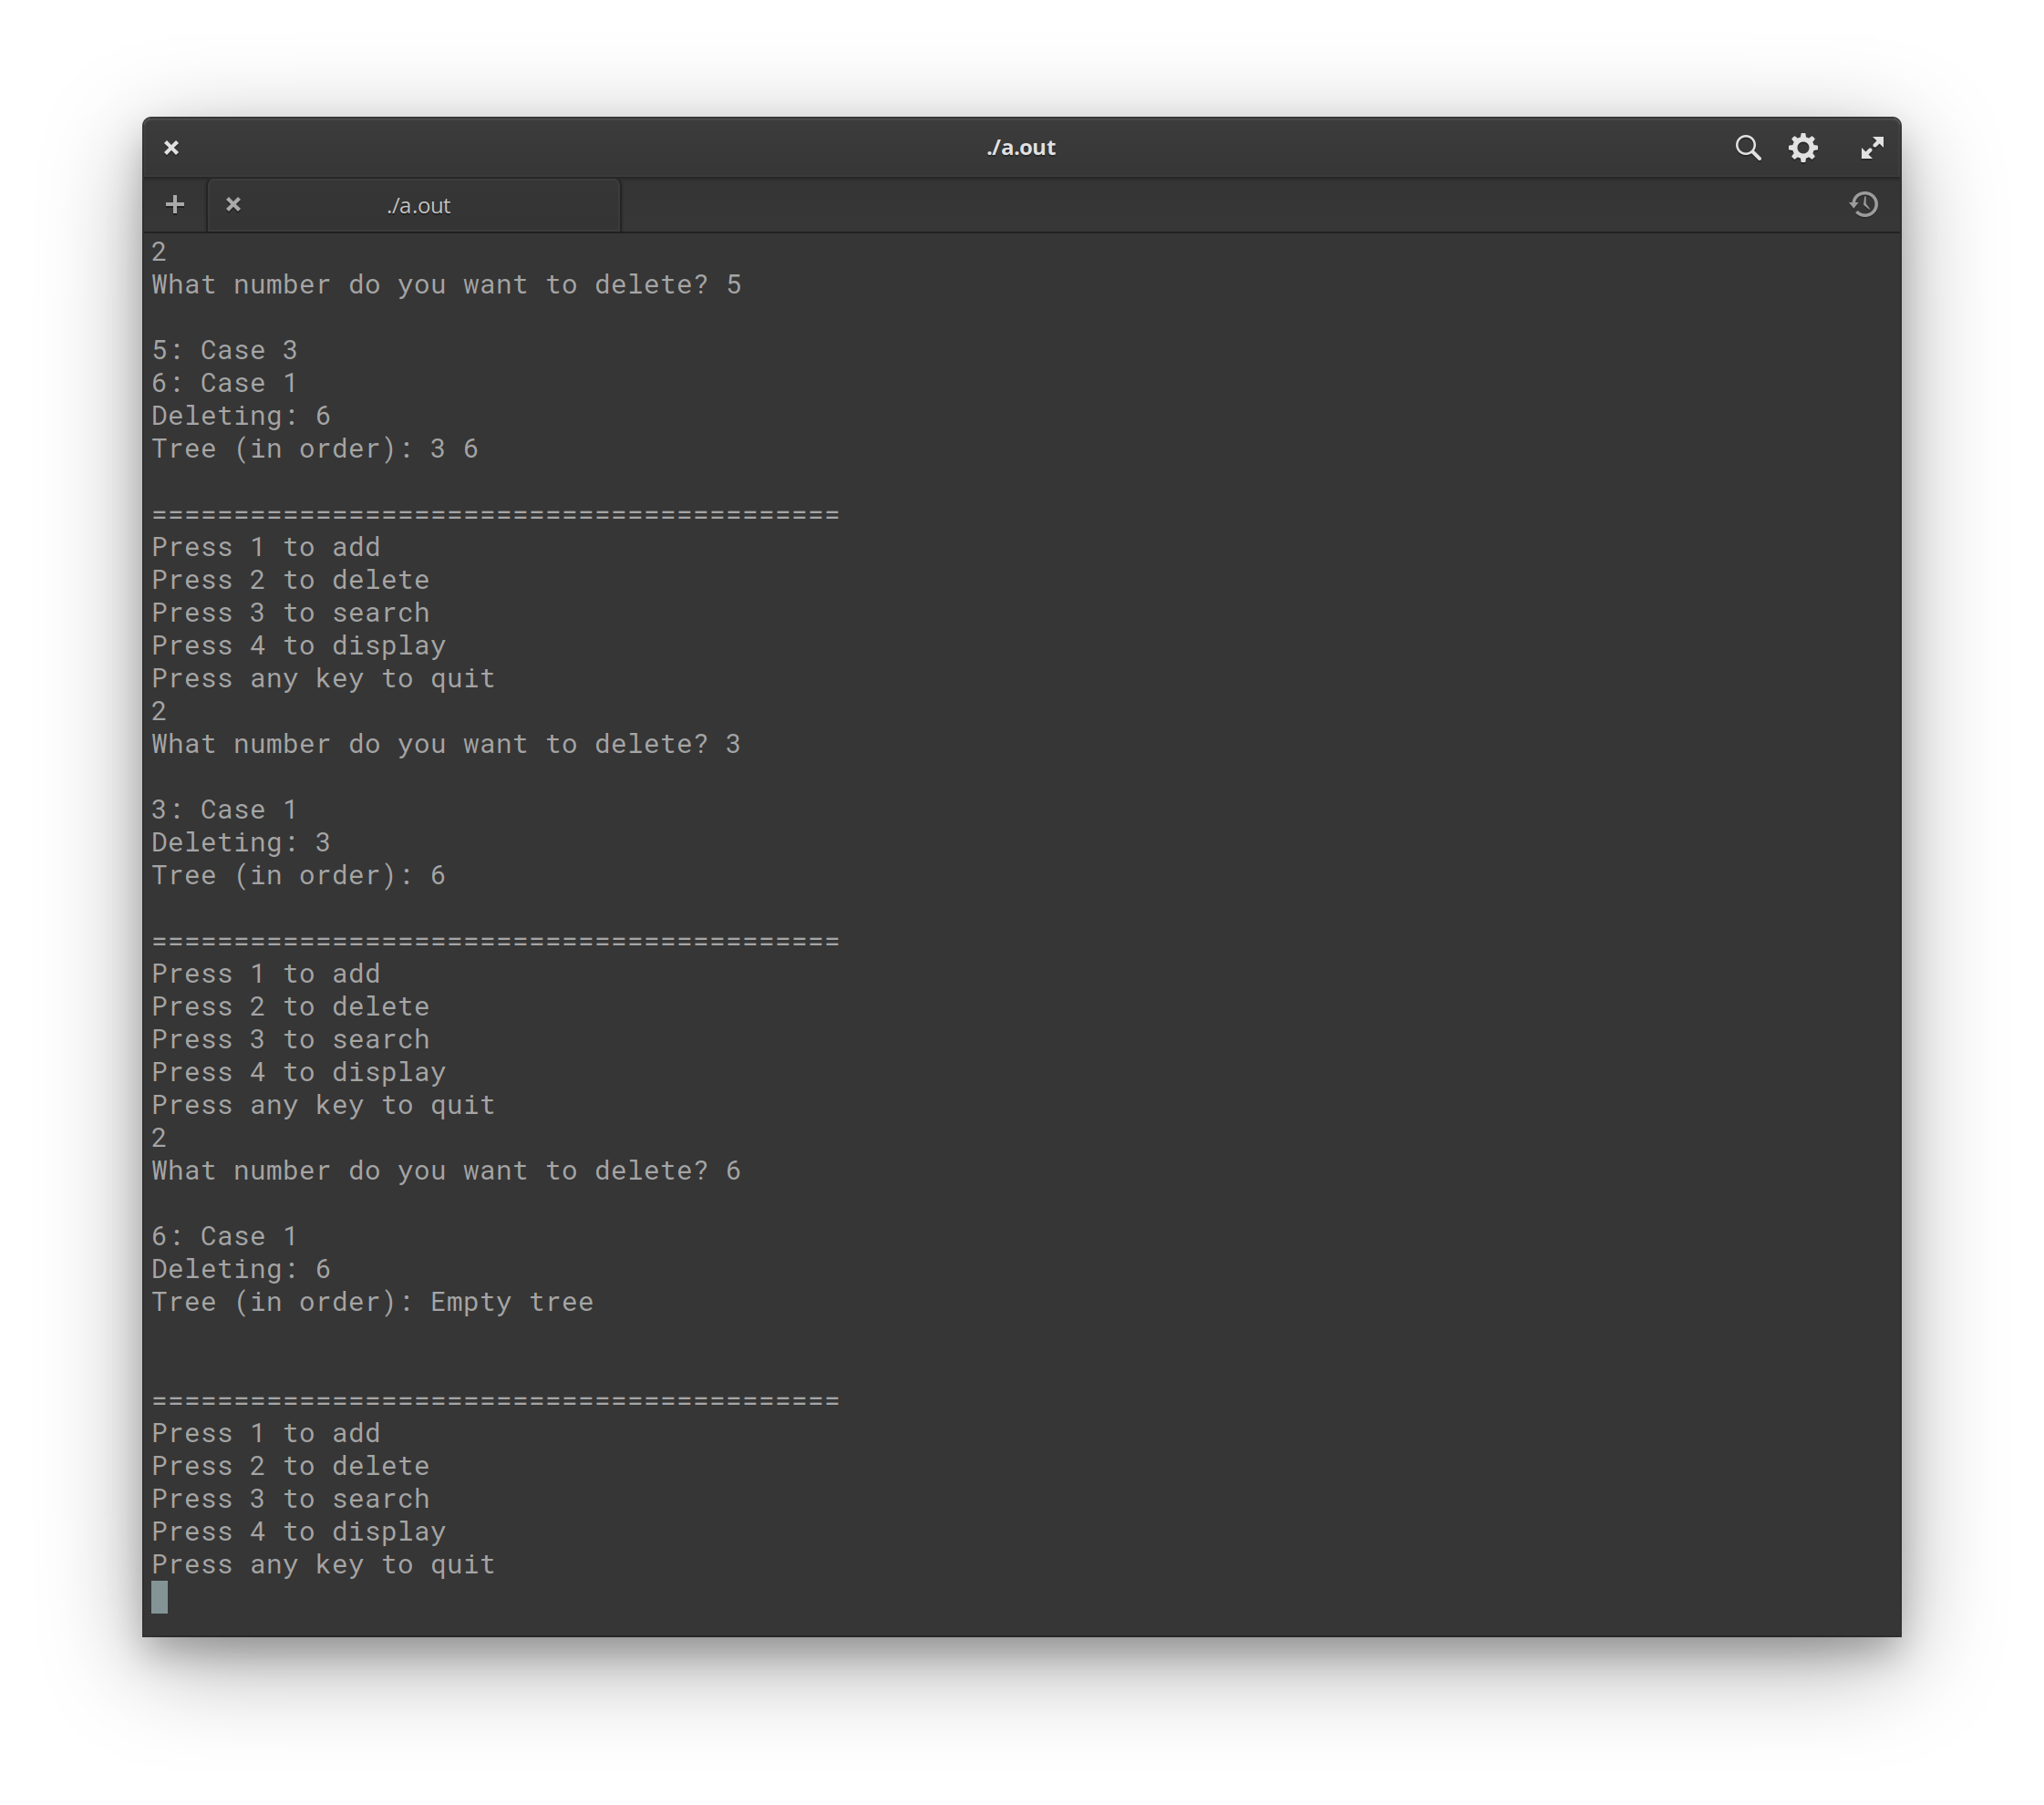 ./a.out
./a.out
2
What number do you want to delete? 5
5: Case 3
6: Case 1
Deleting: 6
Tree (in order): 3 6
==========================================
Press 1 to add
Press 2 to delete
Press 3 to search
Press 4 to display
Press any key to quit
2
What number do you want to delete? 3
3: Case 1
Deleting: 3
Tree (in order): 6
==========================================
Press 1 to add
Press 2 to delete
Press 3 to search
Press 4 to display
Press any key to quit
2
What number do you want to delete? 6
6: Case 1
Deleting: 6
Tree (in order): Empty tree
==========================================
Press 1 to add
Press 2 to delete
Press 3 to search
Press 4 to display
Press any key to quit